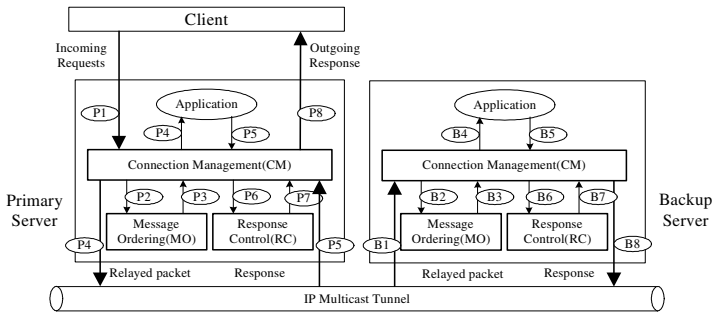 Client
Incoming
Requests
Outgoing
Response
P1
Application
P8
Application
P4
P5
B4
B5
Connection Management(CM)
Connection Management(CM)
P2
P3
P6
P7
B2
B3
B6
B7
Primary
Server
Message
Ordering(MO)
Response
Control(RC)
Message
Ordering(MO)
Response
Control(RC)
Backup
Server
P4
P5
B1
B8
Relayed packet
Response
Relayed packet
Response
IP Multicast Tunnel